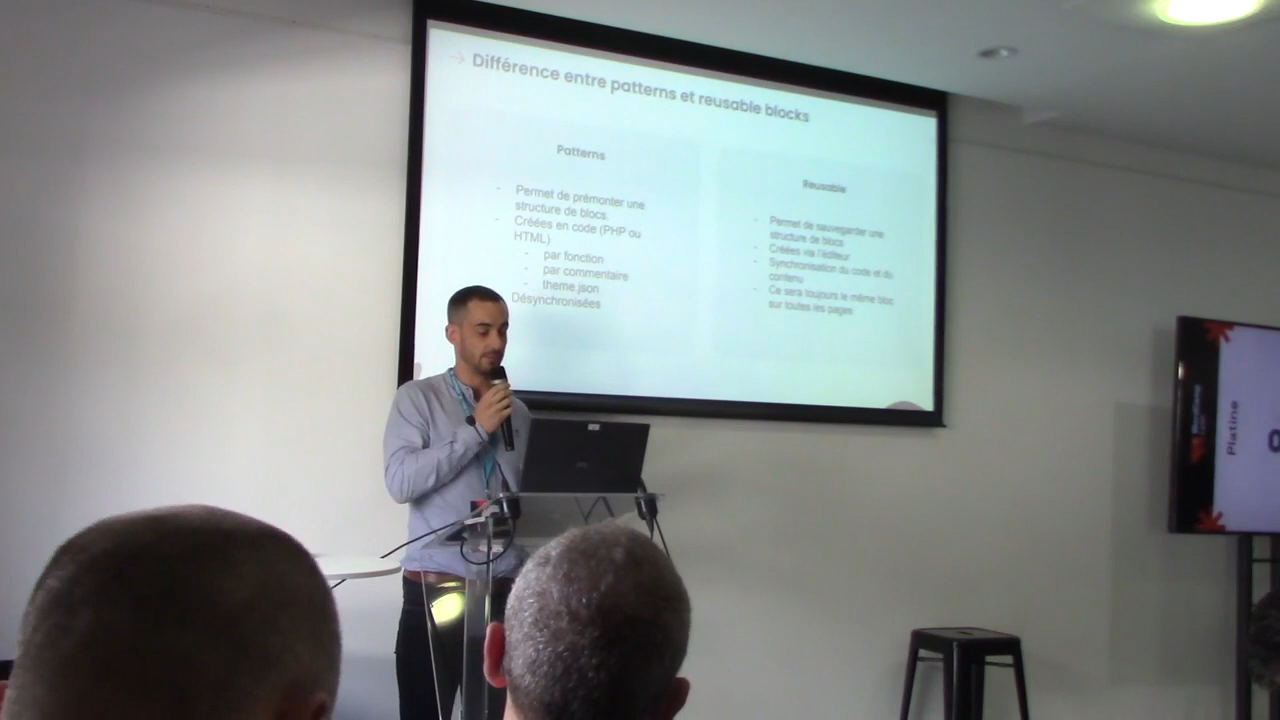 → Différence entre patterns et reusable blocks
Patterns
- Permet de prémonter une
structure de blocs.
- Créées en code (PHP ou
HTML)
- par fonction
- par commentaire
- theme.json
Désynchronisées
Reusable
- Permet de sauvegarder une
structure de blocs
- Créées via l'éditeur
- Synchronisation du code et du
contenu
- Ce sera toujours le même bloc
sur toutes les pages
Platine